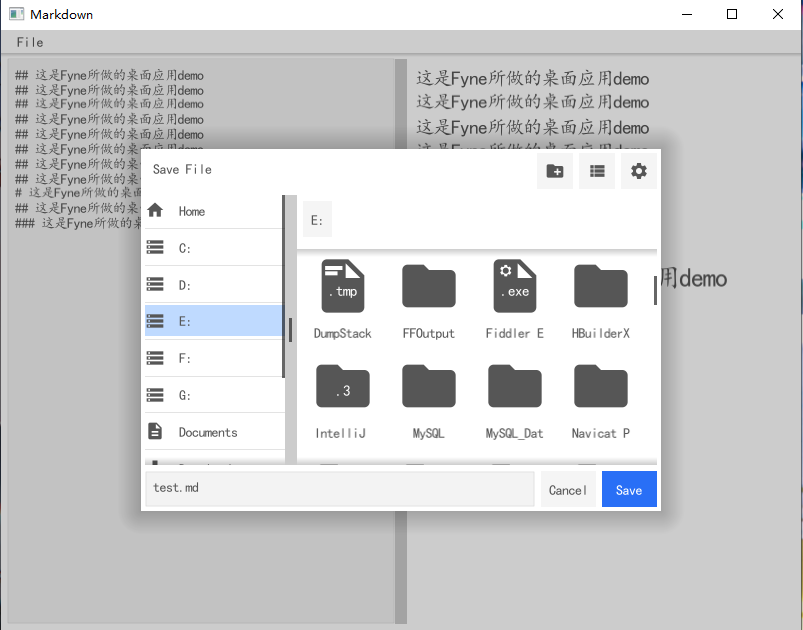 Markdown
File
## 这是Fyne所做的桌面应用demo
## 这是Fyne所做的桌面应用demo
## 这是Fyne所做的桌面应用demo
## 这是Fyne所做的桌面应用demo
## 这是Fyne所做的桌面应用demo
## 这是Fyne所做的
## 这是Fyne所做的
## 这是Fyne所做的
# 这是Fyne所做的桌
## 这是Fyne所做的
### 这是Fyne所做的
这是Fyne所做的桌面应用demo
这是Fyne所做的桌面应用demo
这是Fyne所做的桌面应用demo
这是Fyne所做的桌面应用demo
用demo
Save File
Home
C:
D:
E:
F:
G:
Documents
E:
.tmp
.exe
DumpStack
FFOutput
Fiddler E
HBuilderX
.3
IntelliJ
MySQL
MySQL_Dat
Navicat P
test.md
Cancel
Save